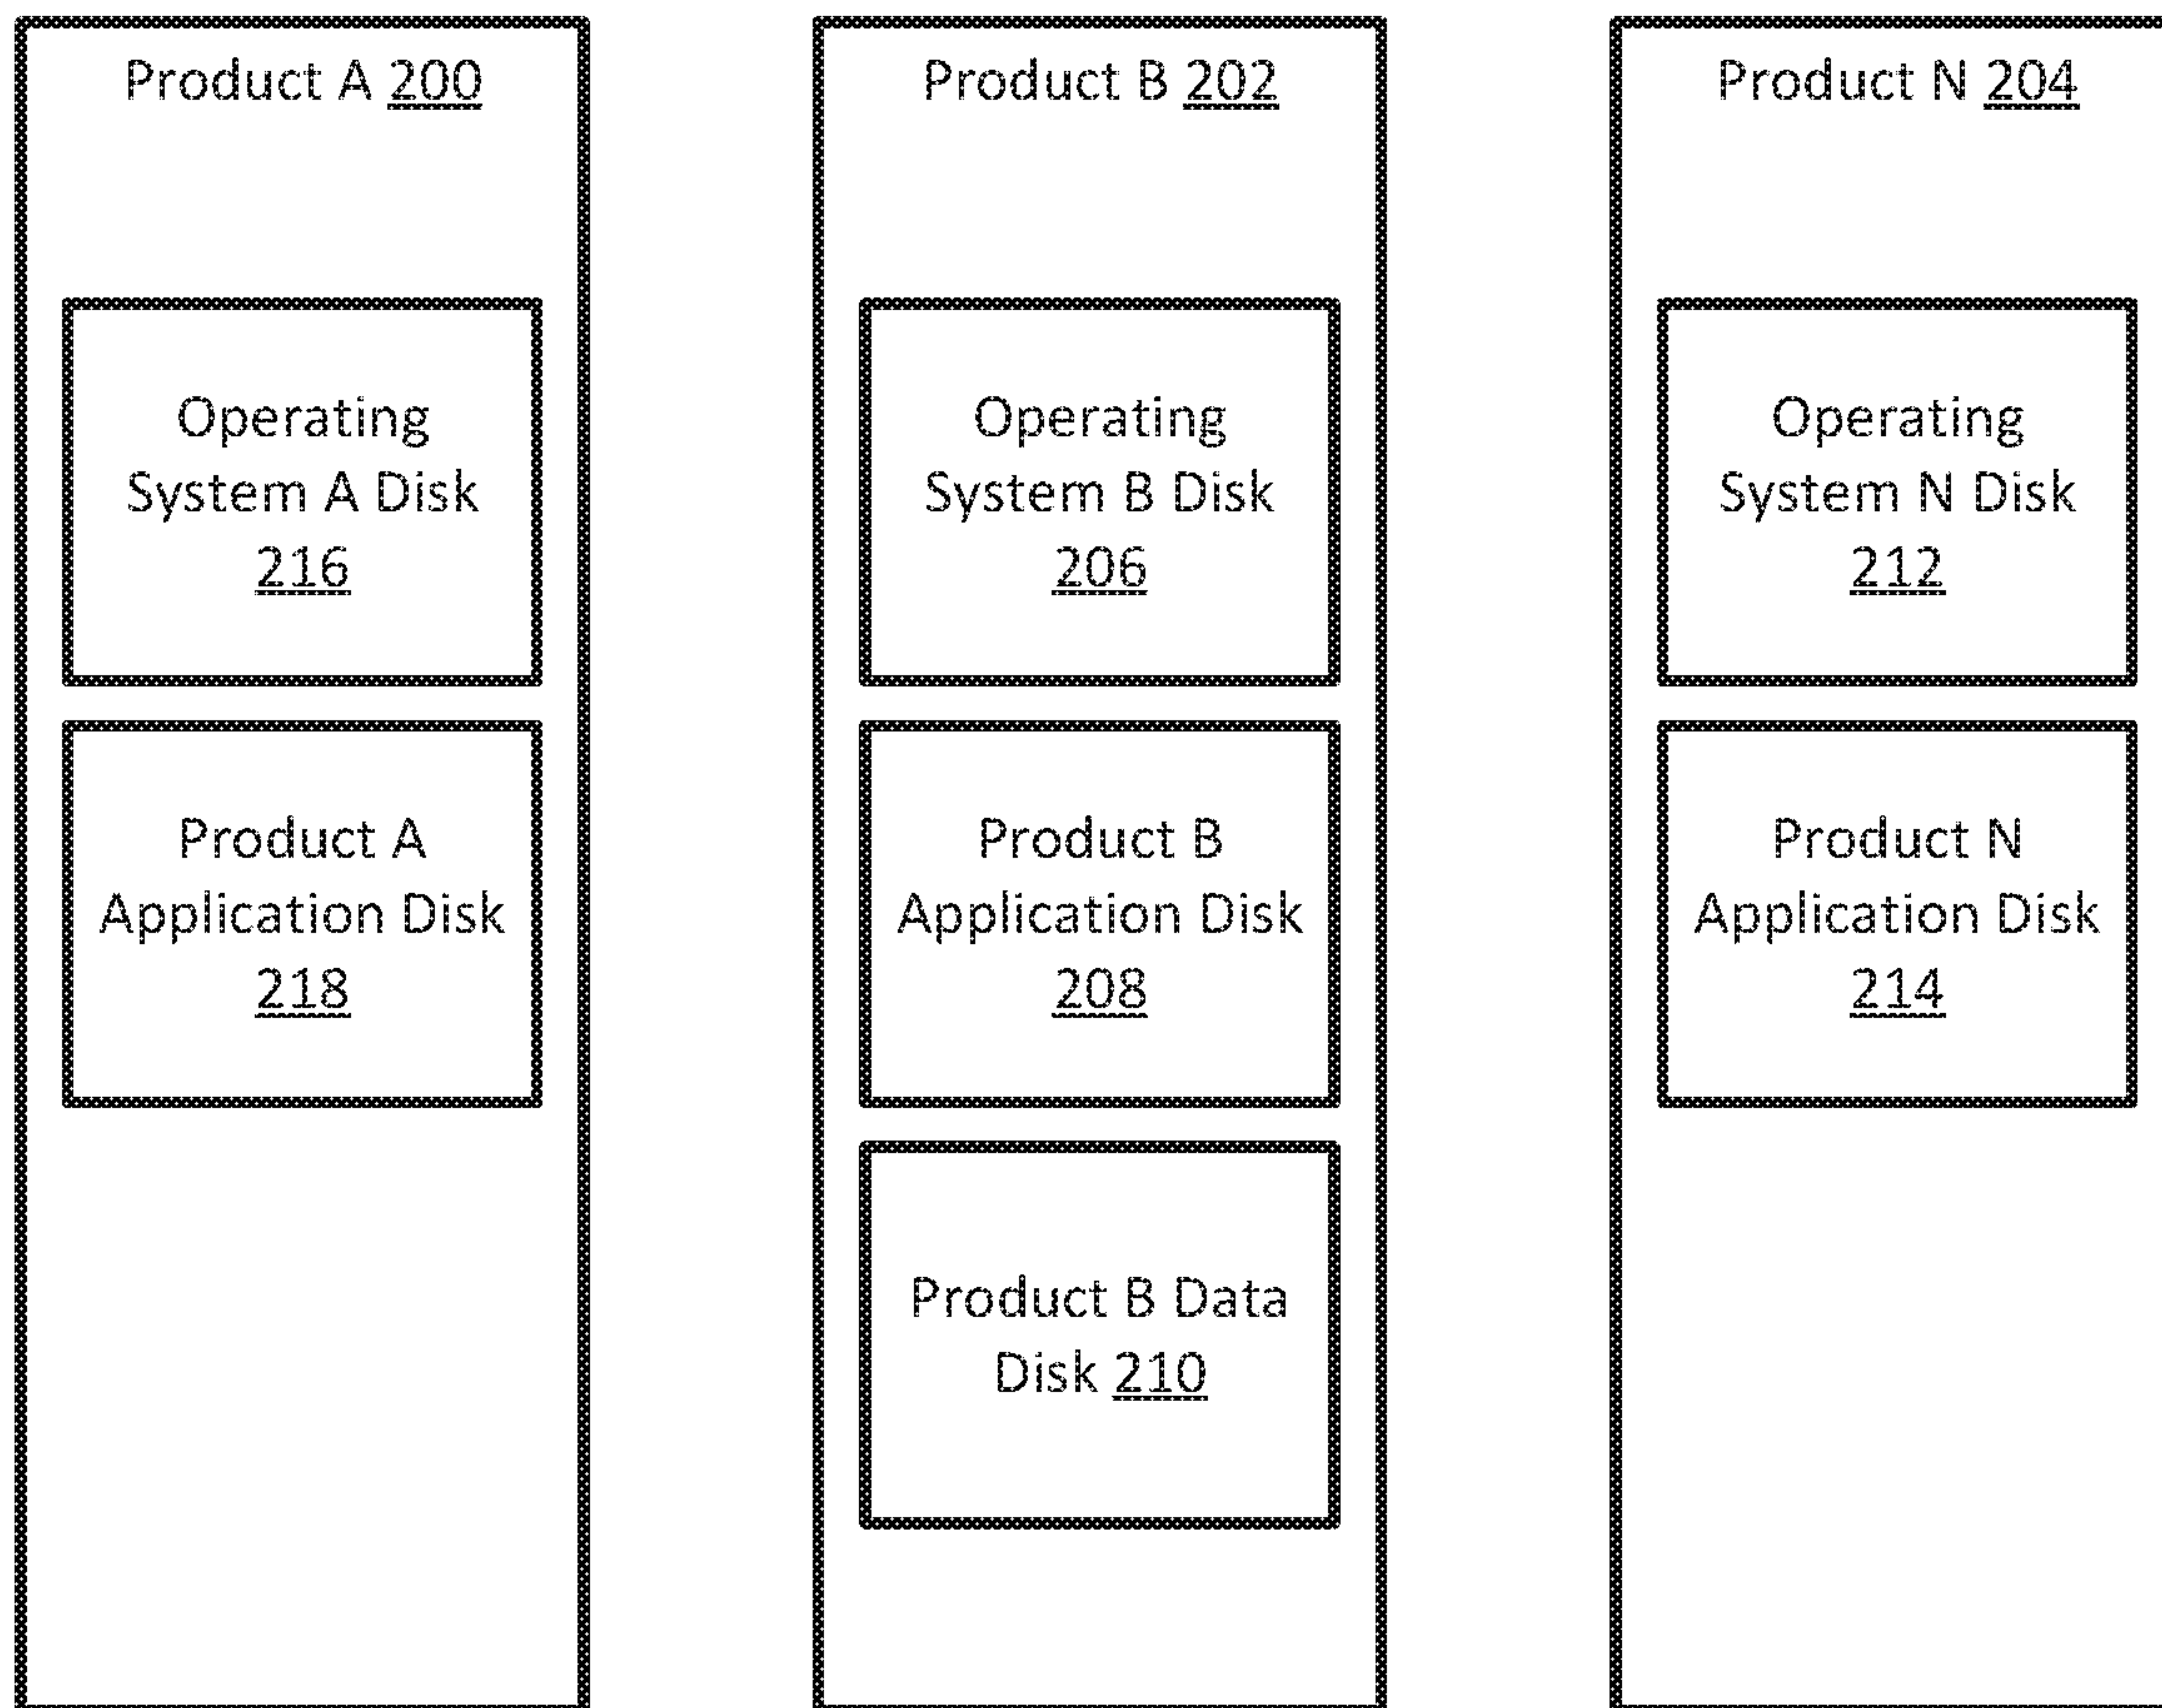 Product A 200
Operating
System A Disk
216
Product A
Application Disk
218
Product B 202
Operating
System B Disk
206
Product B
Application Disk
208
Product B Data
Disk 210
Product N 204
Operating
System N Disk
212
Product N
Application Disk
214